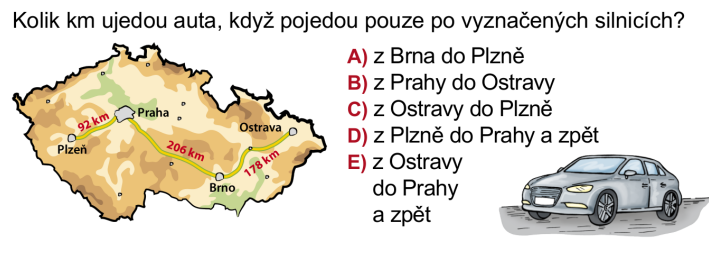 Kolik km ujedou auta, když pojedou pouze po vyznačených silnicích?
A) z Brna do Plzně
B) z Prahy do Ostravy
C) z Ostravy do Plzně
D) z Plzně do Prahy a zpět
E) z Ostravy
do Prahy
a zpět
92 km
Praha
Plzeň
206 km
Ostrava
178 km
Brno